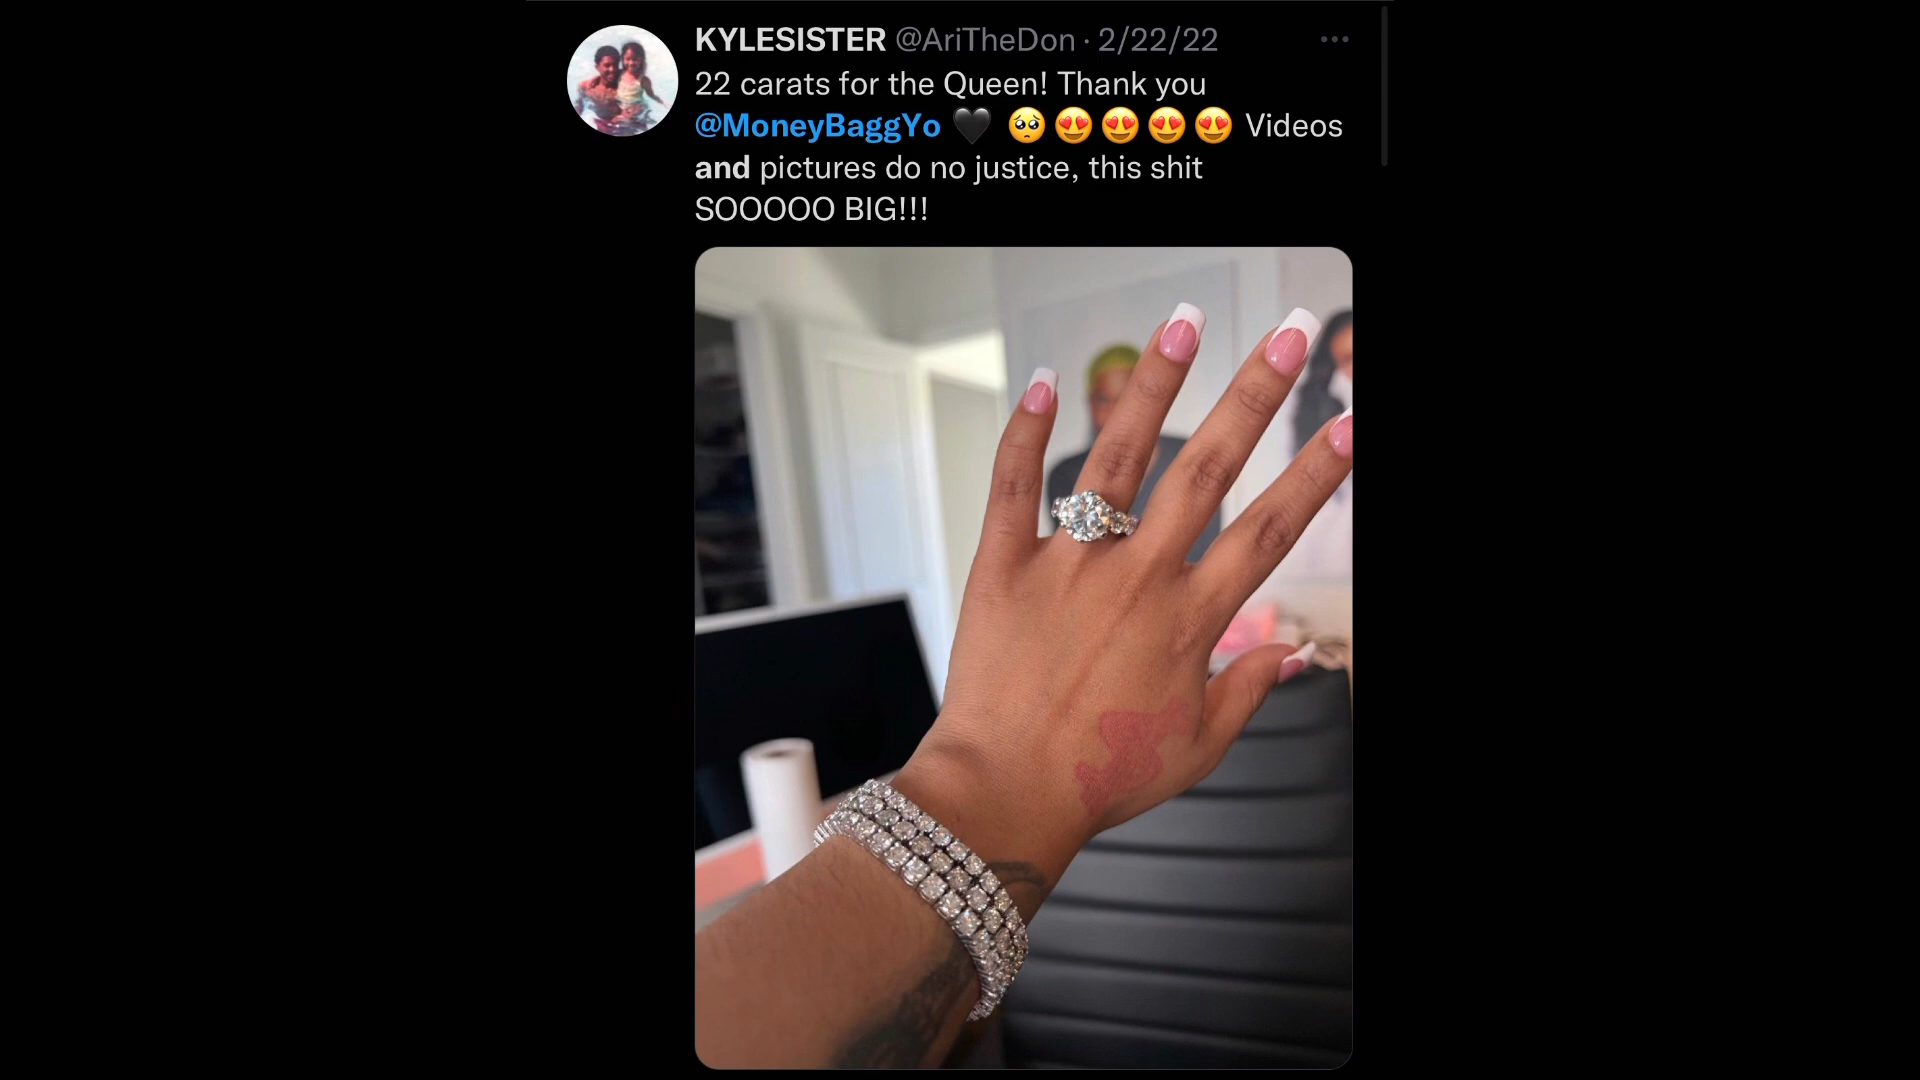 KYLESISTER @AriTheDon · 2/22/22
22 carats for the Queen! Thank you
@MoneyBaggYo 🖤 🥺😍😍😍😍 Videos
and pictures do no justice, this shit
SOOOOO BIG!!!